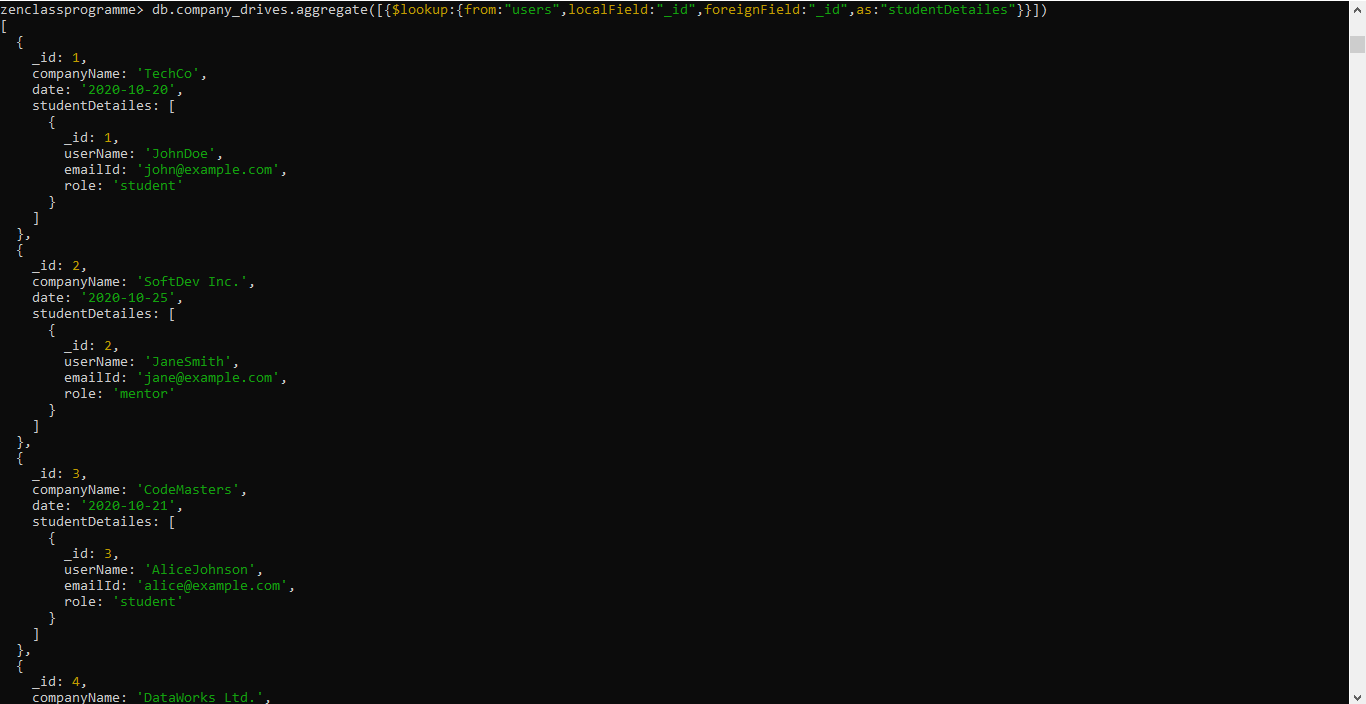 zenclassprogramme> db.company_drives.aggregate([{$lookup:{from:"users",localField:"_id",foreignField:"_id",as:"studentDetailes"}}])
[
  {
    _id: 1,
    companyName: 'TechCo',
    date: '2020-10-20',
    studentDetailes: [
      {
        _id: 1,
        userName: 'JohnDoe',
        emailId: 'john@example.com',
        role: 'student'
      }
    ]
  },
  {
    _id: 2,
    companyName: 'SoftDev Inc.',
    date: '2020-10-25',
    studentDetailes: [
      {
        _id: 2,
        userName: 'JaneSmith',
        emailId: 'jane@example.com',
        role: 'mentor'
      }
    ]
  },
  {
    _id: 3,
    companyName: 'CodeMasters',
    date: '2020-10-21',
    studentDetailes: [
      {
        _id: 3,
        userName: 'AliceJohnson',
        emailId: 'alice@example.com',
        role: 'student'
      }
    ]
  },
  {
    _id: 4,
    companyName: 'DataWorks Ltd.',